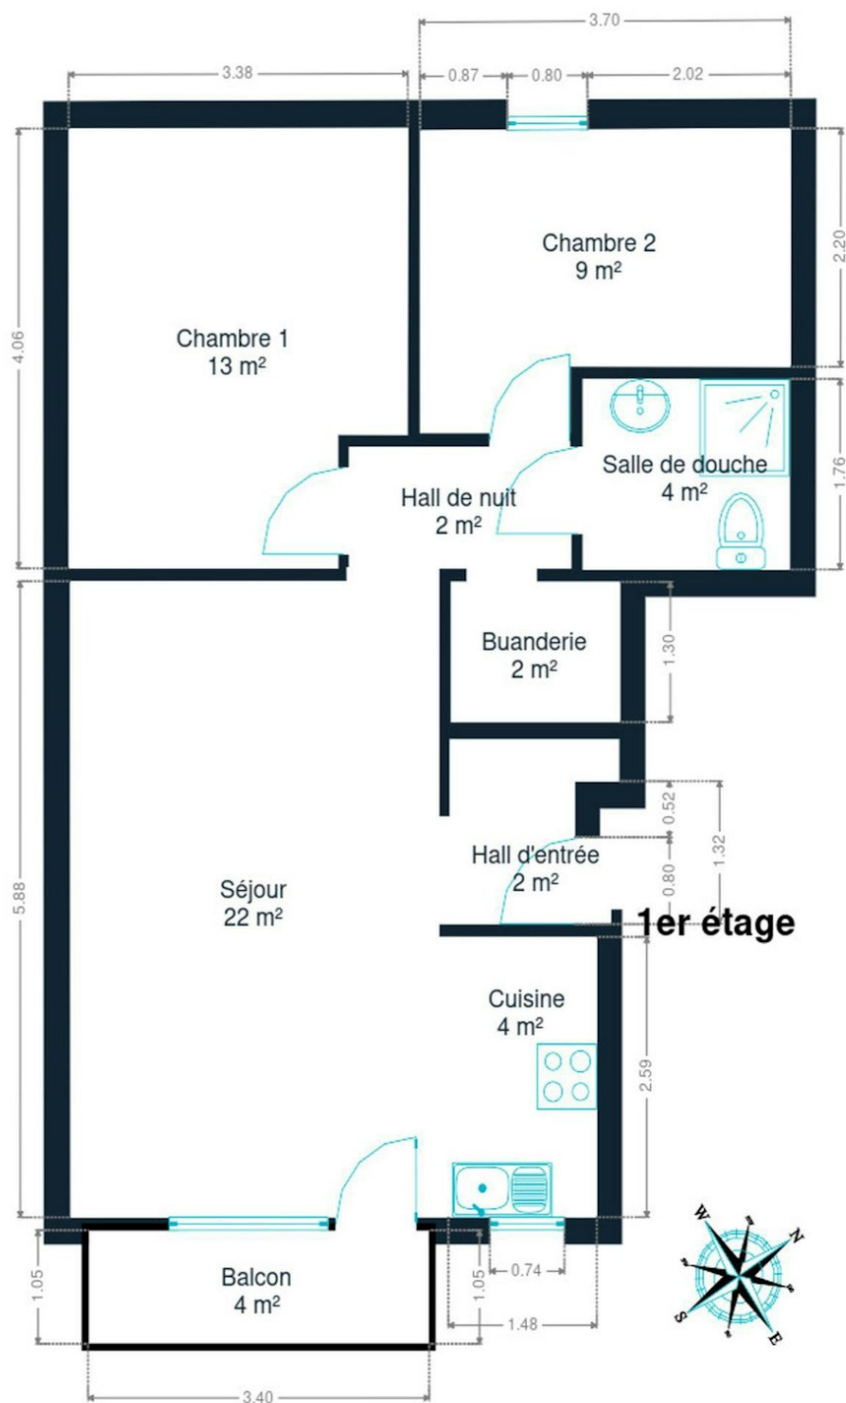 3.70
3.38
0.87
0.80
2.02
Chambre 2
9 m²
2.20
Chambre 1
13 m²
4.06
Salle de douche
4 m²
1.76
Hall de nuit
2 m²
Buanderie
2 m²
1.30
0.52
1.32
Hall d'entrée
2 m²
0.80
Séjour
22 m²
5.88
1er étage
Cuisine
4 m²
2.59
W
N
S
E
Balcon
4 m²
1.05
1.05
0.74
1.48
3.40